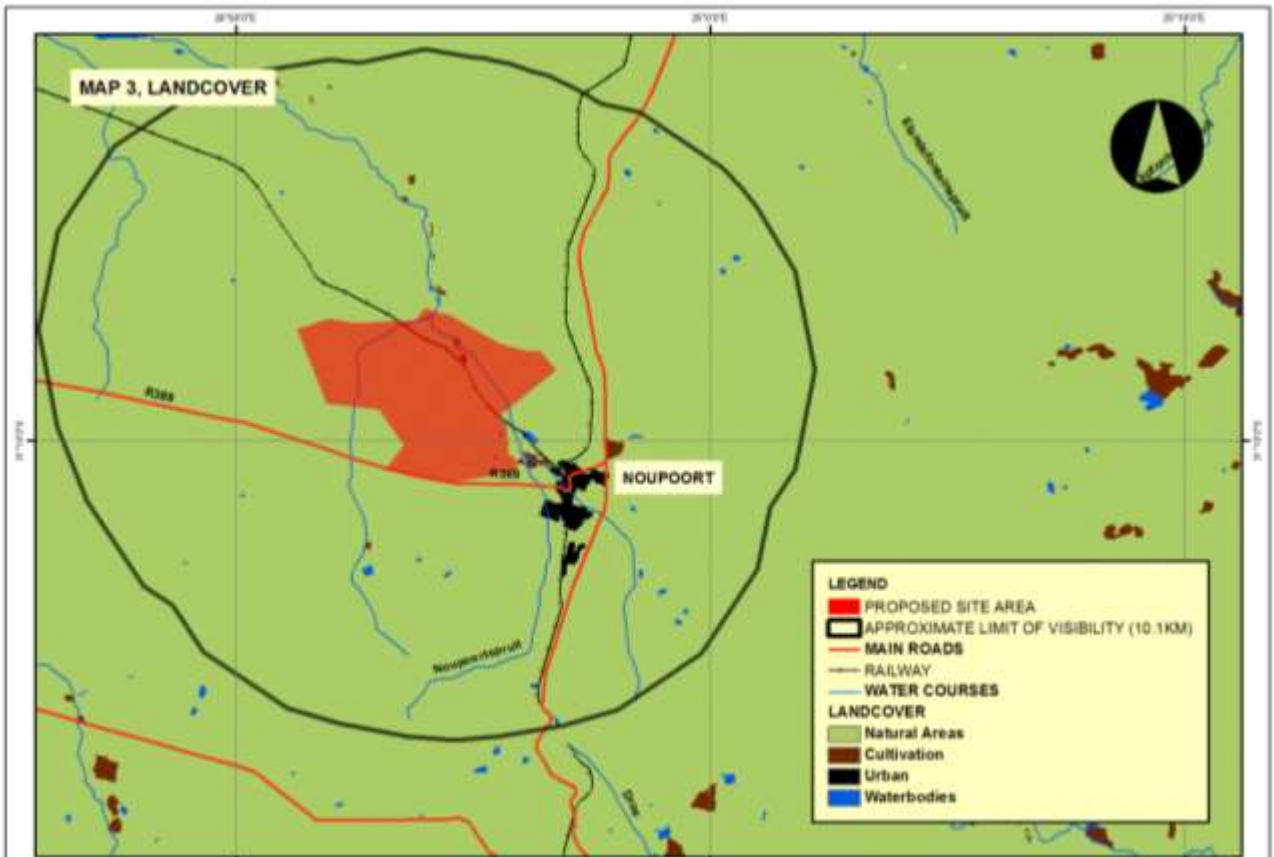 MAP 3, LANDCOVER
R389
R389
NOUPOORT
Noupoortspruit
LEGEND
PROPOSED SITE AREA
APPROXIMATE LIMIT OF VISIBILITY (10.1KM)
MAIN ROADS
RAILWAY
WATER COURSES
LANDCOVER
Natural Areas
Cultivation
Urban
Waterbodies